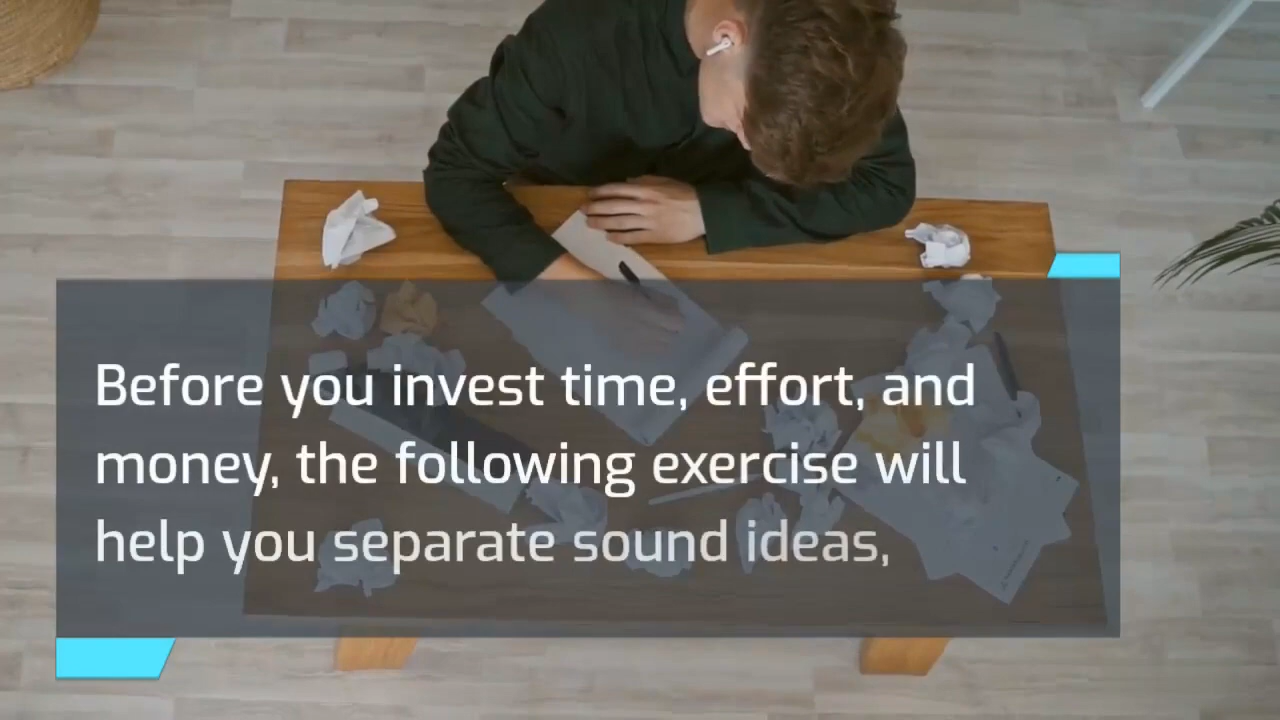 Before you invest time, effort, and
money, the following exercise will
help you separate sound ideas,